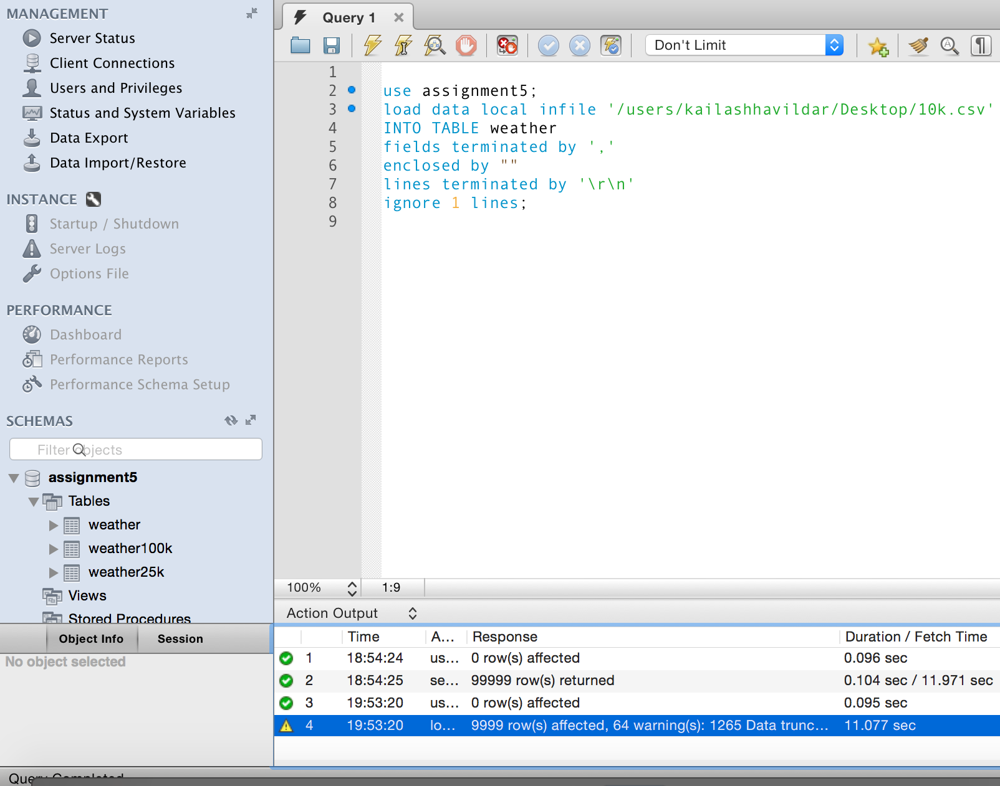 MANAGEMENT
Server Status
Client Connections
Users and Privileges
Status and System Variables
Data Export
Data Import/Restore
INSTANCE
Startup / Shutdown
Server Logs
Options File
PERFORMANCE
Dashboard
Performance Reports
Performance Schema Setup
SCHEMAS
Filter objects
assignment5
Tables
weather
weather100k
weather25k
Views
Stored Procedures
Object Info Session
No object selected
Query 1
Don't Limit
1
2 use assignment5;
3 load data local infile '/users/kailashhavildar/Desktop/10k.csv'
4 INTO TABLE weather
5 fields terminated by ','
6 enclosed by ""
7 lines terminated by '\r\n'
8 ignore 1 lines;
9
100% 1:9
Action Output
Time A... Response Duration / Fetch Time
1 18:54:24 us... 0 row(s) affected 0.096 sec
2 18:54:25 se... 99999 row(s) returned 0.104 sec / 11.971 sec
3 19:53:20 us... 0 row(s) affected 0.095 sec
4 19:53:20 lo... 9999 row(s) affected, 64 warning(s): 1265 Data trunc... 11.077 sec
Query Completed